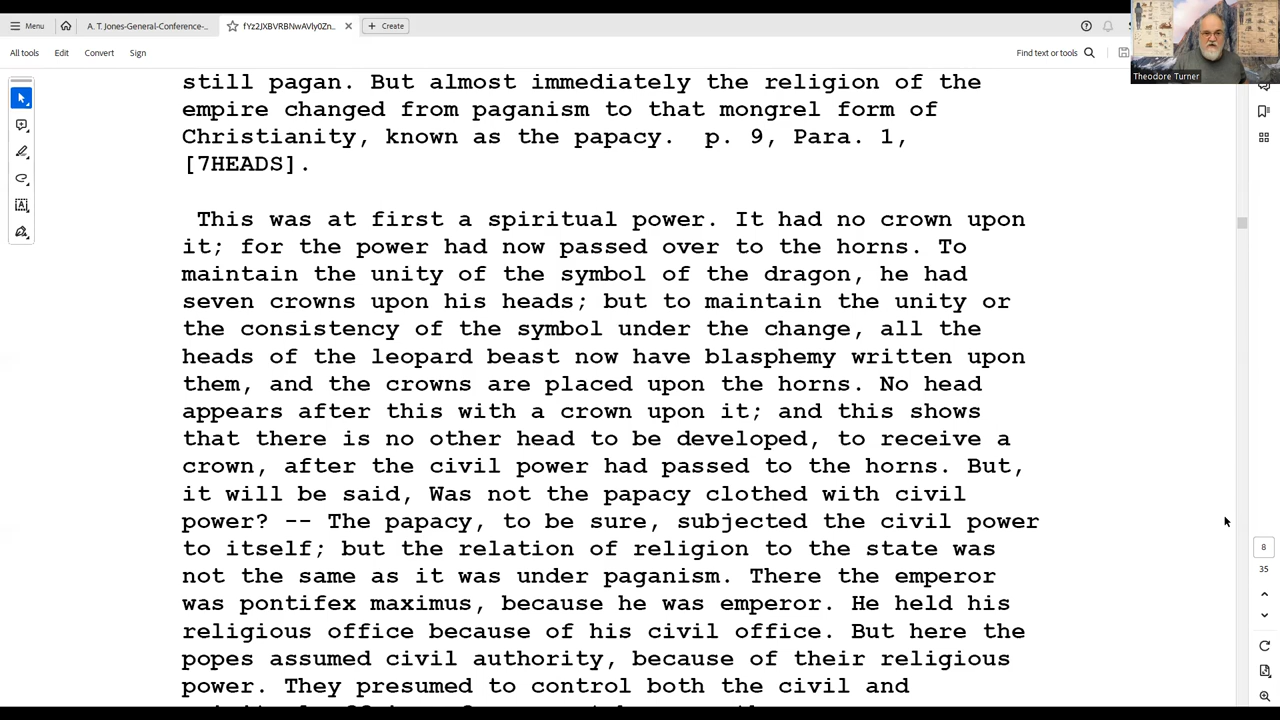 Menu
A. T. Jones-General-Conference-...
fYz2JXBVRBNwAVly0Zn...
Create
All tools
Edit
Convert
Sign
Find text or tools
Theodore Turner
still pagan. But almost immediately the religion of the
empire changed from paganism to that mongrel form of
Christianity, known as the papacy. p. 9, Para. 1,
[7HEADS].
This was at first a spiritual power. It had no crown upon
it; for the power had now passed over to the horns. To
maintain the unity of the symbol of the dragon, he had
seven crowns upon his heads; but to maintain the unity or
the consistency of the symbol under the change, all the
heads of the leopard beast now have blasphemy written upon
them, and the crowns are placed upon the horns. No head
appears after this with a crown upon it; and this shows
that there is no other head to be developed, to receive a
crown, after the civil power had passed to the horns. But,
it will be said, Was not the papacy clothed with civil
power? -- The papacy, to be sure, subjected the civil power
to itself; but the relation of religion to the state was
not the same as it was under paganism. There the emperor
was pontifex maximus, because he was emperor. He held his
religious office because of his civil office. But here the
popes assumed civil authority, because of their religious
power. They presumed to control both the civil and
8
35